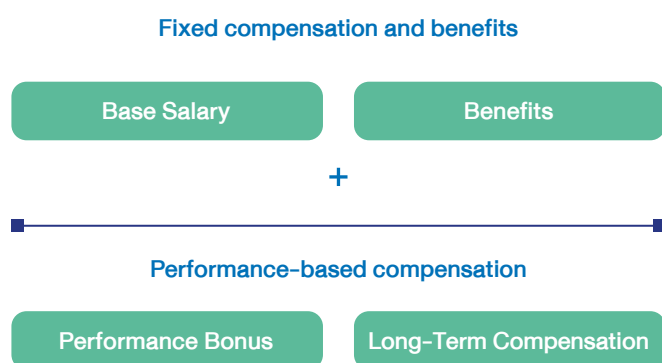 Fixed compensation and benefits
Base Salary
Benefits
+
Performance-based compensation
Performance Bonus
Long-Term Compensation